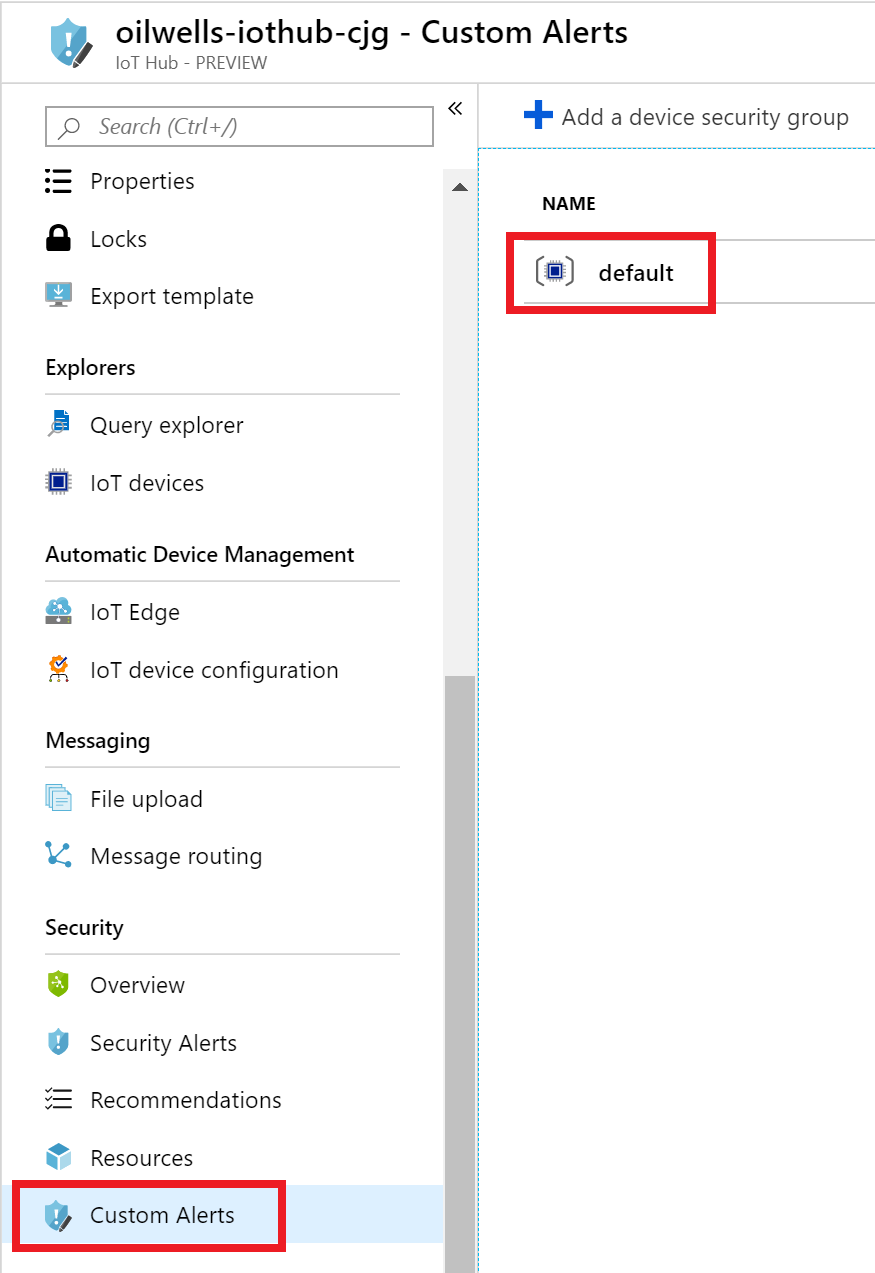 oilwells-iothub-cjg - Custom Alerts
IoT Hub - PREVIEW
Search (Ctrl+/)
«
Properties
Locks
Export template
Explorers
Query explorer
IoT devices
Automatic Device Management
IoT Edge
IoT device configuration
Messaging
File upload
Message routing
Security
Overview
Security Alerts
Recommendations
Resources
Custom Alerts
Add a device security group
NAME
default